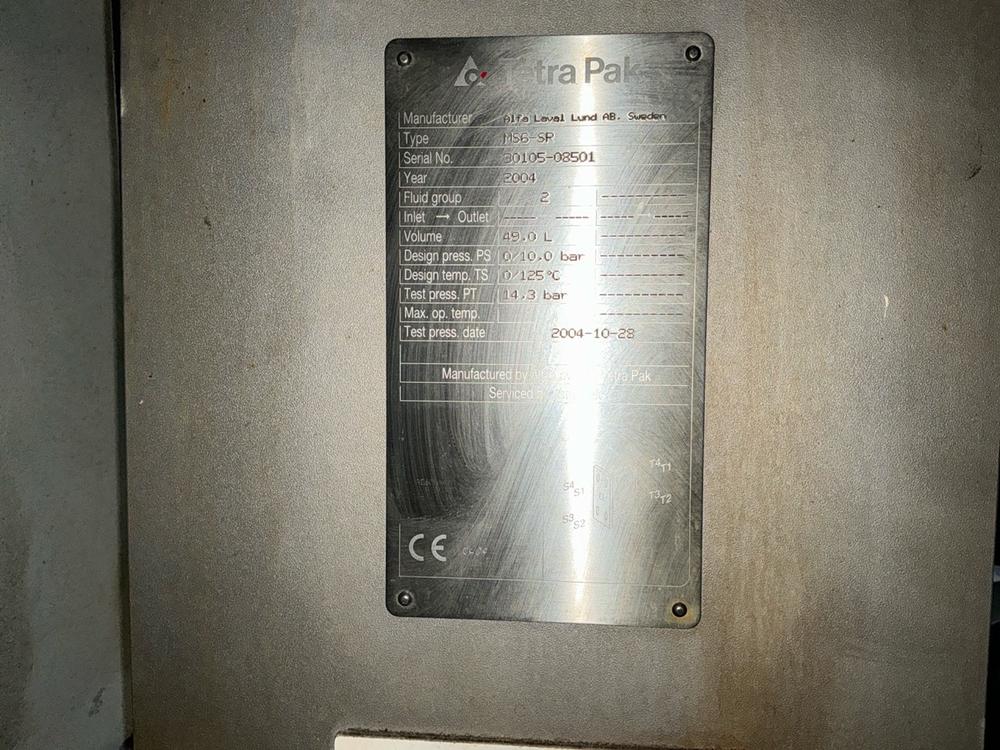 Tetra Pak
Manufacturer Alfa Laval Lund AB. Sweden
Type MS6-SR
Serial No. 30105-08501
Year 2004
Fluid group 2 ----------
Inlet → Outlet ---- ---- ---- ----
Volume 49.0 L ----------
Design press. PS 0/10.0 bar ----------
Design temp. TS 0/125°C ----------
Test press. PT 14.3 bar ----------
Max. op. temp. ----------
Test press. date 2004-10-28
Manufactured by Tetra Pak
Serviced
T4 T1
S4 S1
T3 T2
S3 S2
CE